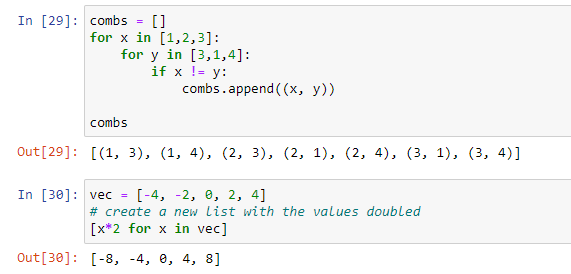 In [29]: combs = []
for x in [1,2,3]:
    for y in [3,1,4]:
        if x != y:
            combs.append((x, y))

combs
Out[29]: [(1, 3), (1, 4), (2, 3), (2, 1), (2, 4), (3, 1), (3, 4)]
In [30]: vec = [-4, -2, 0, 2, 4]
# create a new list with the values doubled
[x*2 for x in vec]
Out[30]: [-8, -4, 0, 4, 8]